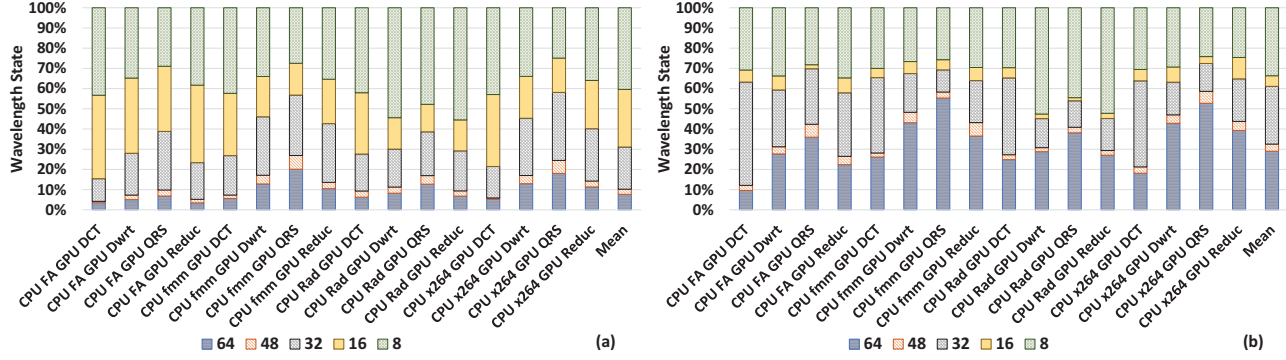 100%
90%
80%
70%
60%
50%
40%
30%
20%
10%
0%
Wavelength State
CPU FA GPU DCT
CPU FA GPU Dwrt
CPU FA GPU QRS
CPU FA GPU Reduc
CPU fmm GPU DCT
CPU fmm GPU Dwrt
CPU fmm GPU QRS
CPU fmm GPU Reduc
CPU Rad GPU DCT
CPU Rad GPU Dwrt
CPU Rad GPU QRS
CPU Rad GPU Reduc
CPU x264 GPU DCT
CPU x264 GPU Dwrt
CPU x264 GPU QRS
CPU x264 GPU Reduc
Mean
64 48 32 16 8
(a)
100%
90%
80%
70%
60%
50%
40%
30%
20%
10%
0%
Wavelength State
CPU FA GPU DCT
CPU FA GPU Dwrt
CPU FA GPU QRS
CPU FA GPU Reduc
CPU fmm GPU DCT
CPU fmm GPU Dwrt
CPU fmm GPU QRS
CPU fmm GPU Reduc
CPU Rad GPU DCT
CPU Rad GPU Dwrt
CPU Rad GPU QRS
CPU Rad GPU Reduc
CPU x264 GPU DCT
CPU x264 GPU Dwrt
CPU x264 GPU QRS
CPU x264 GPU Reduc
Mean
64 48 32 16 8
(b)